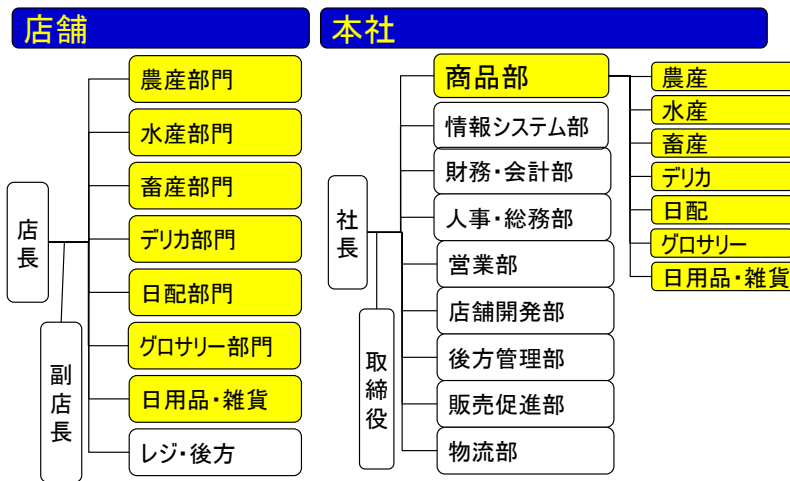 店舗
店長
副店長
農産部門
水産部門
畜産部門
デリカ部門
日配部門
グロサリー部門
日用品・雑貨
レジ・後方
本社
社長
取締役
商品部
情報システム部
財務・会計部
人事・総務部
営業部
店舗開発部
後方管理部
販売促進部
物流部
農産
水産
畜産
デリカ
日配
グロサリー
日用品・雑貨